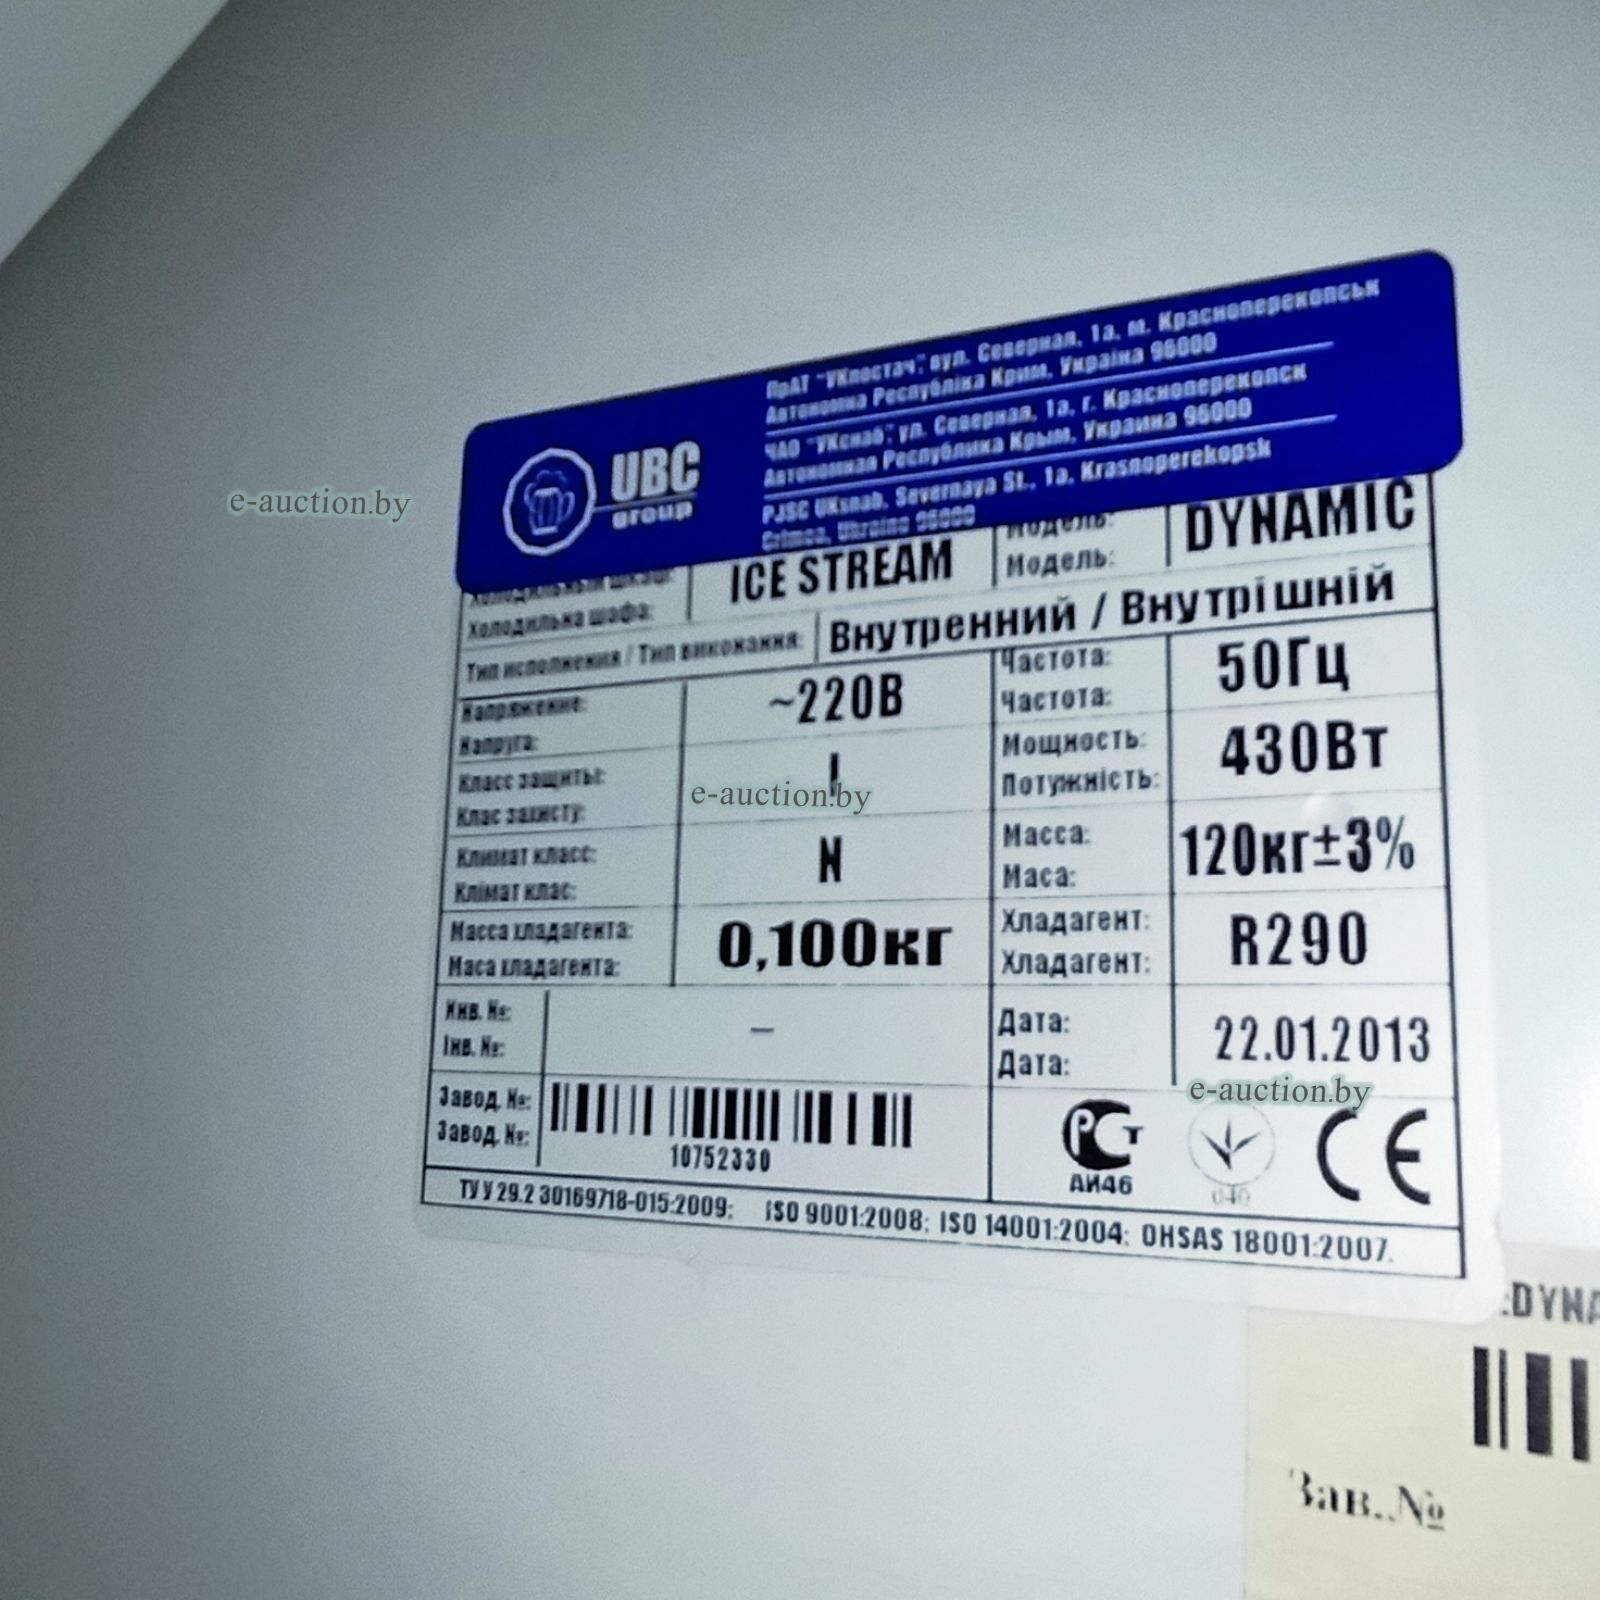 UBC
group
ПрАТ "УКпостач", вул. Северная, 1а, м. Красноперекопськ
Автономна Республіка Крим, Україна 96000
ЧАО "УКснаб", ул. Северная, 1а, г. Красноперекопск
Автономная Республика Крым, Украина 96000
PJSC UKsnab, Severnaya St., 1a, Krasnoperekopsk
Crimea, Ukraine 96000
Холодильный шкаф:
Холодильна шафа:
ICE STREAM
Модель:
Модель:
DYNAMIC
Тип исполнения / Тип виконання:
Внутренний / Внутрішній
Напряжение:
Напруга:
~220В
Частота:
Частота:
50Гц
Класс защиты:
Клас захисту:
I
Мощность:
Потужність:
430Вт
Климат класс:
Клімат клас:
N
Масса:
Маса:
120кг±3%
Масса хладагента:
Маса хладагента:
0,100кг
Хладагент:
Хладагент:
R290
Инв. №:
Інв. №:
–
Дата:
Дата:
22.01.2013
Завод. №:
Завод. №:
10752330
РСТ
АИ46
040
CE
ТУ У 29.2 30169718-015:2009; ISO 9001:2008; ISO 14001:2004; OHSAS 18001:2007.
:DYNA
Зав.№
e-auction.by
e-auction.by
e-auction.by